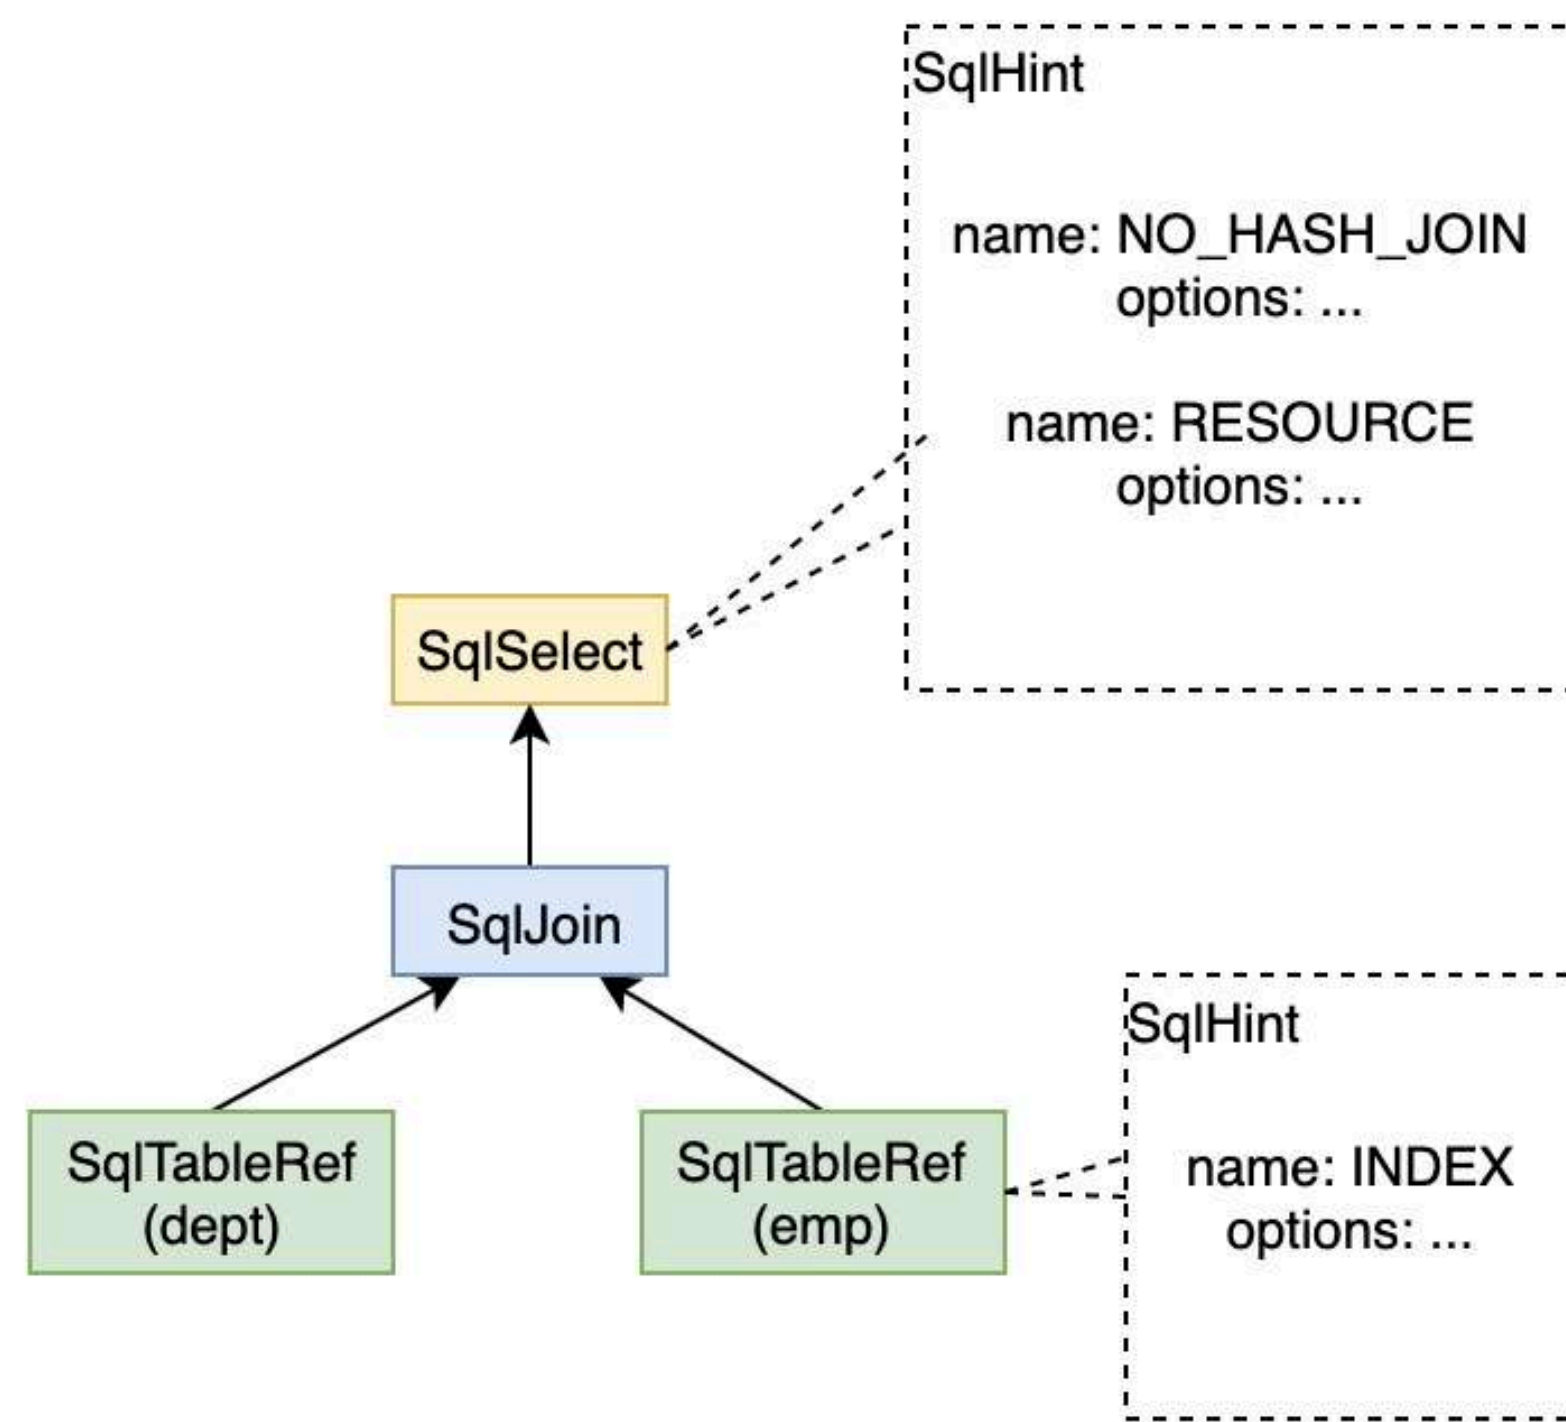 SqlHint
name: NO_HASH_JOIN
options: ...
name: RESOURCE
options: ...
SqlSelect
SqlJoin
SqlTableRef
(dept)
SqlTableRef
(emp)
SqlHint
name: INDEX
options: ...